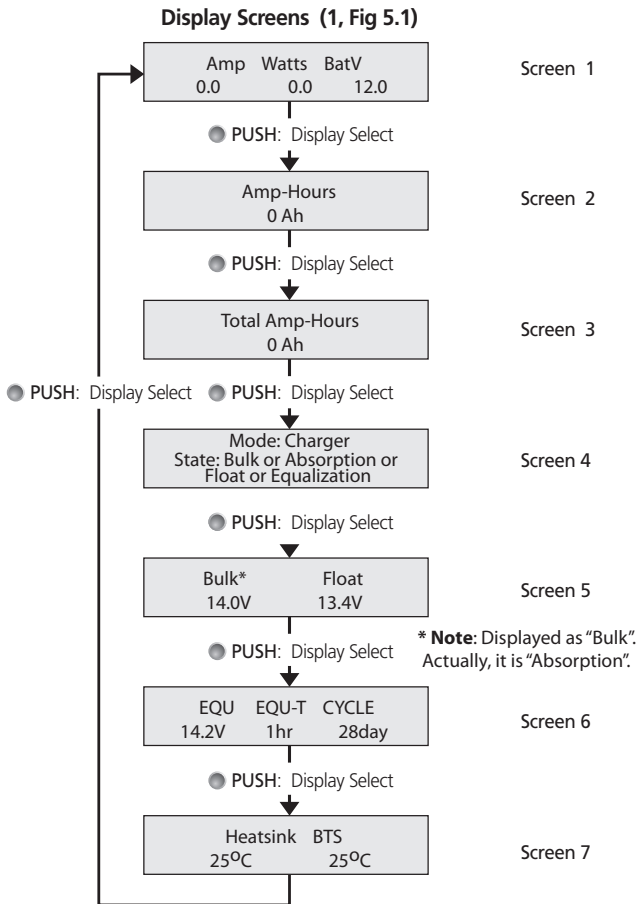 Display Screens (1, Fig 5.1)
Amp Watts BatV
0.0 0.0 12.0
Screen 1
PUSH: Display Select
Amp-Hours
0 Ah
Screen 2
PUSH: Display Select
Total Amp-Hours
0 Ah
Screen 3
PUSH: Display Select
PUSH: Display Select
Mode: Charger
State: Bulk or Absorption or
Float or Equalization
Screen 4
PUSH: Display Select
Bulk* Float
14.0V 13.4V
Screen 5
* Note: Displayed as “Bulk”.
Actually, it is “Absorption”.
PUSH: Display Select
EQU EQU-T CYCLE
14.2V 1hr 28day
Screen 6
PUSH: Display Select
Heatsink BTS
25ºC 25ºC
Screen 7